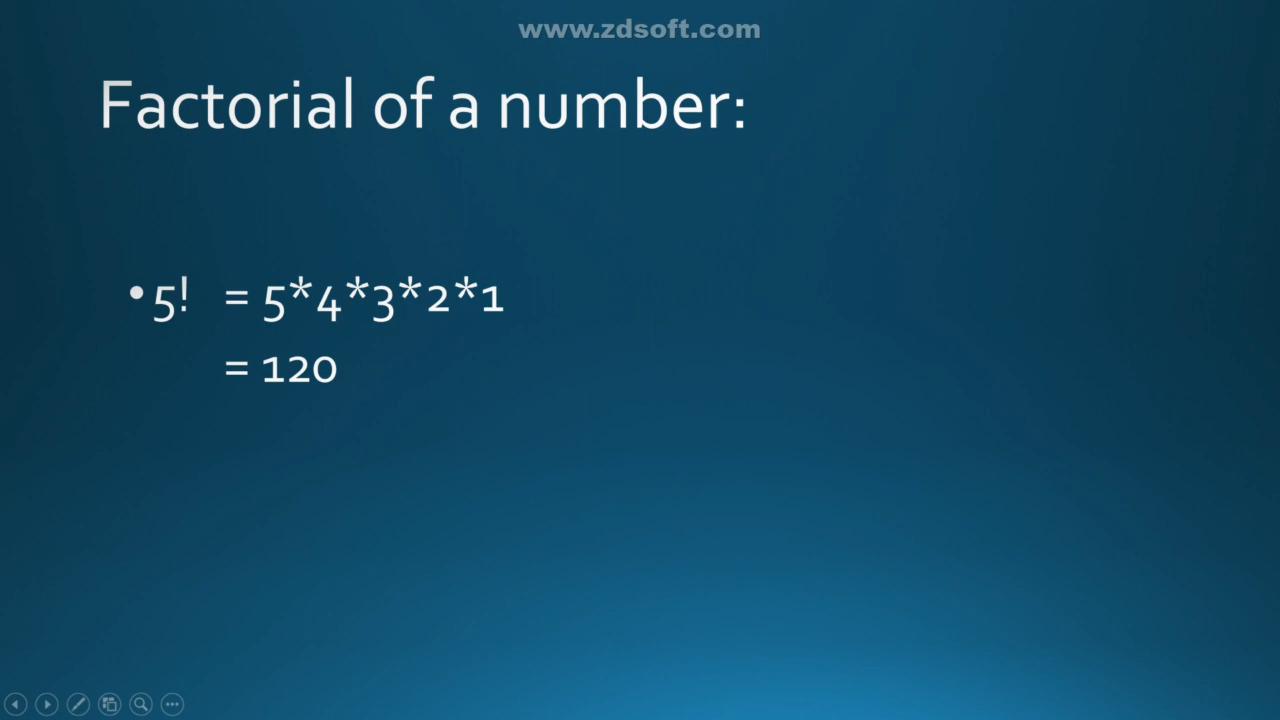 www.zdsoft.com
Factorial of a number:
• 5! = 5*4*3*2*1
= 120